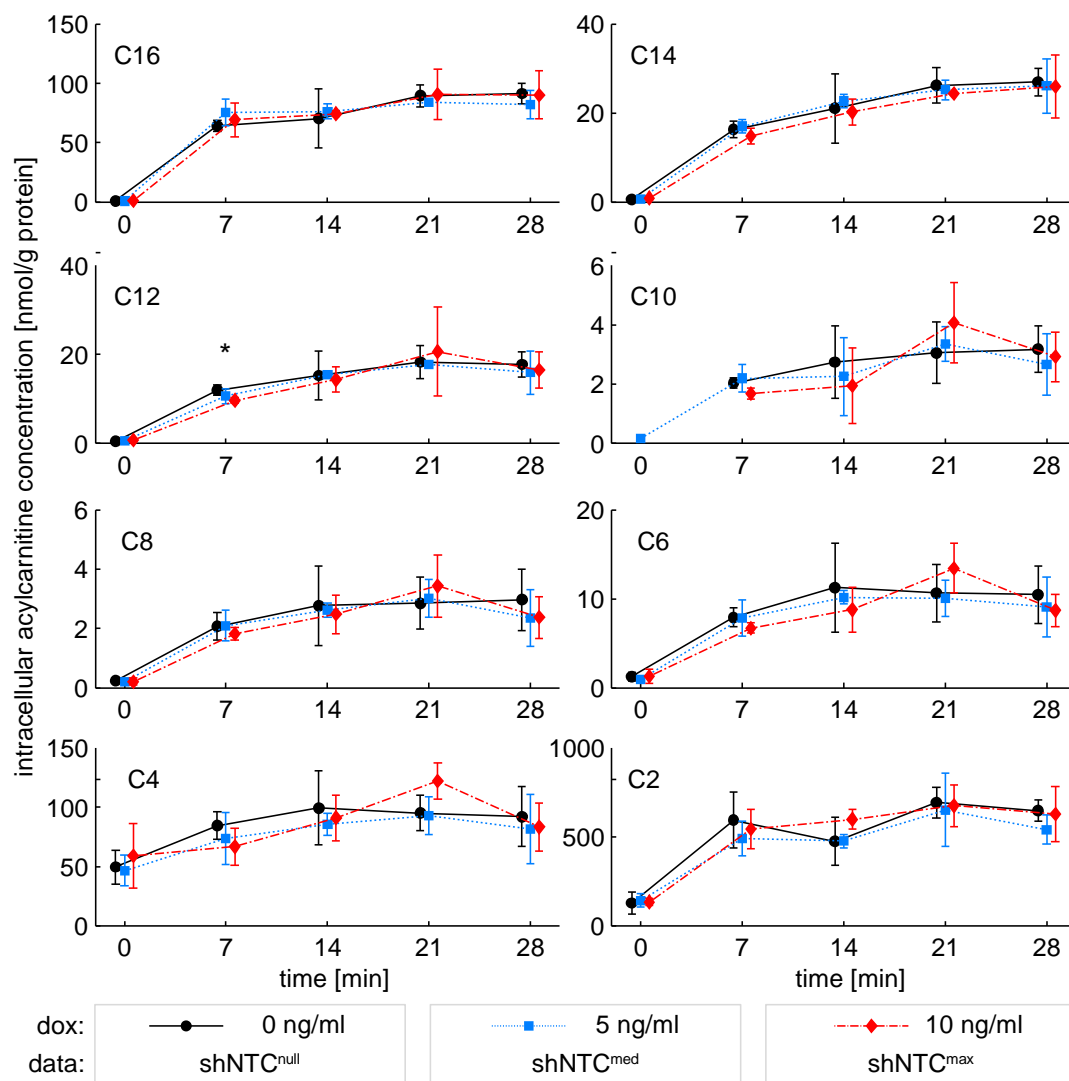 intracellular acylcarnitine concentration [nmol/g protein]
C16
150
100
50
0
0 7 14 21 28
C14
40
20
0
0 7 14 21 28
C12
40
20
0
*
0 7 14 21 28
C10
6
4
2
0
0 7 14 21 28
C8
6
4
2
0
0 7 14 21 28
C6
20
10
0
0 7 14 21 28
C4
150
100
50
0
0 7 14 21 28
time [min]
C2
1000
500
0
0 7 14 21 28
time [min]
dox: 0 ng/ml 5 ng/ml 10 ng/ml
data: shNTCnull shNTCmed shNTCmax